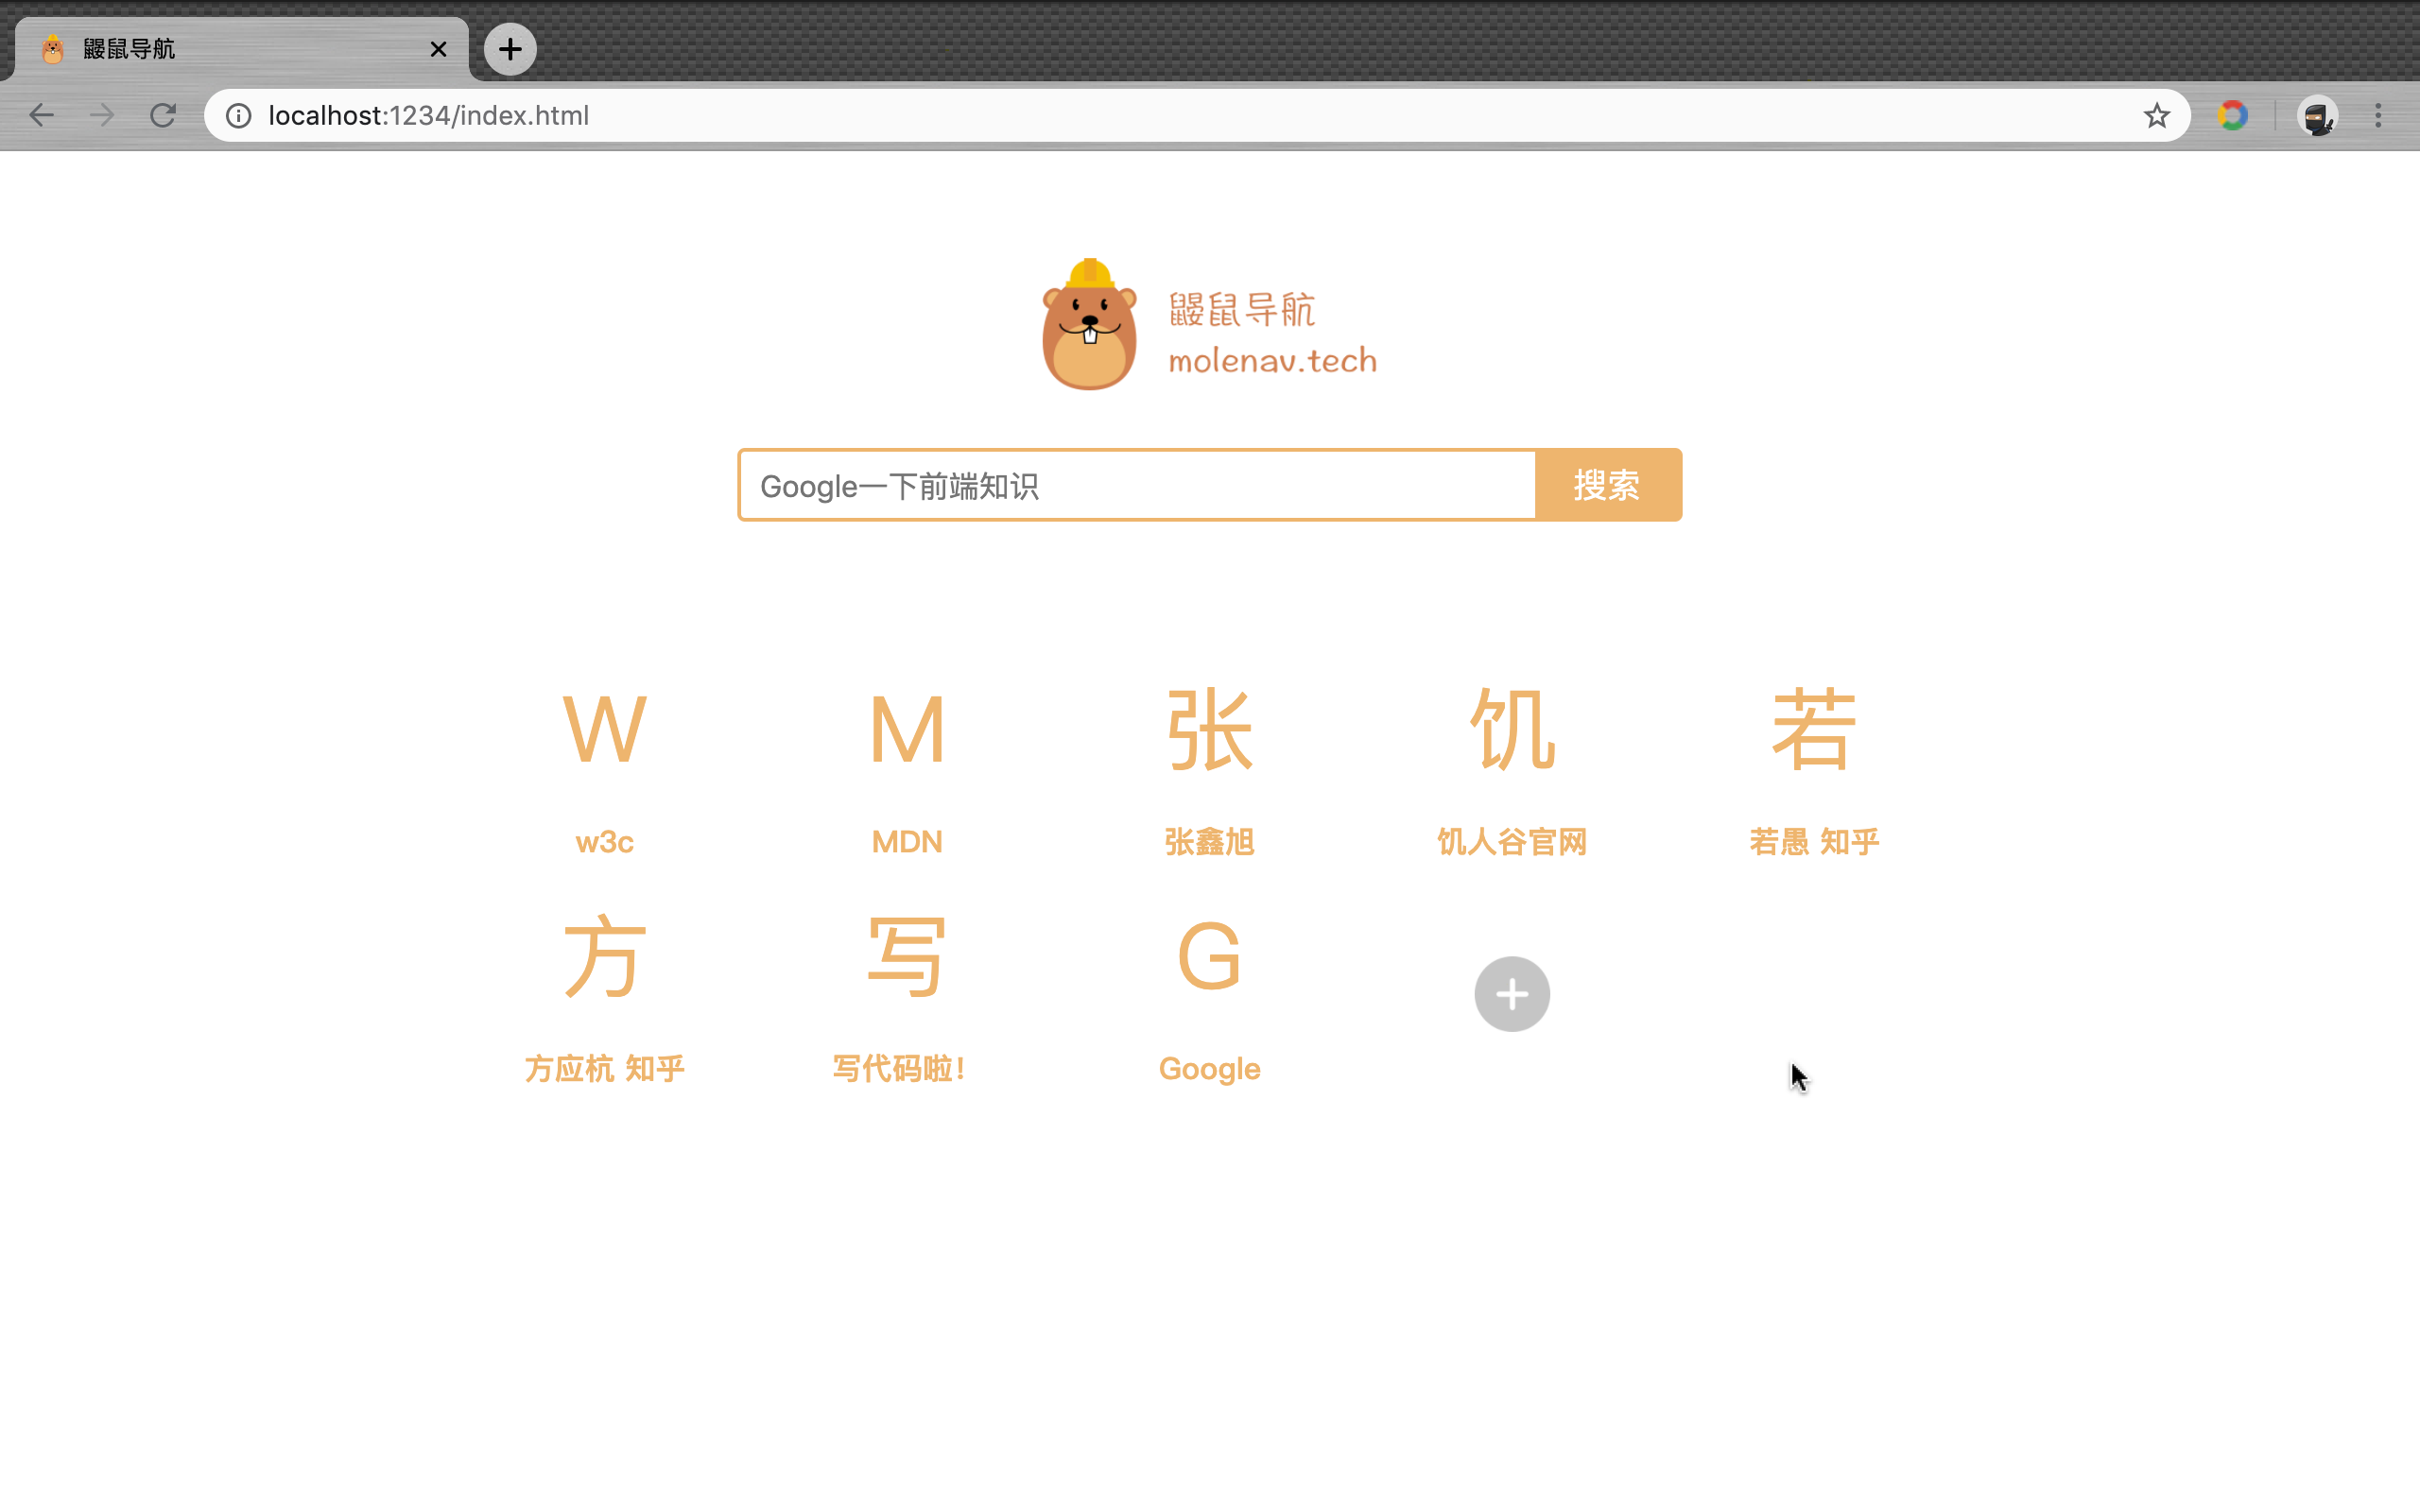 鼹鼠导航
localhost:1234/index.html
鼹鼠导航
molenav.tech
Google一下前端知识 搜索
W M 张 饥 若
w3c MDN 张鑫旭 饥人谷官网 若愚 知乎
方 写 G
方应杭 知乎 写代码啦！ Google